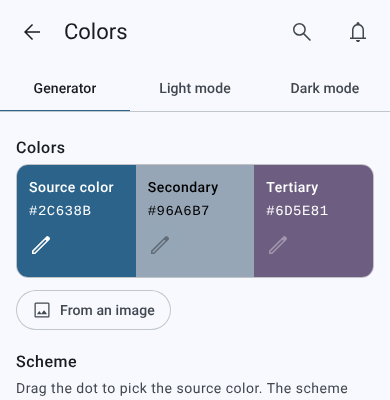 Colors
Generator
Light mode
Dark mode
Colors
Source color
#2C638B
Secondary
#96A6B7
Tertiary
#6D5E81
From an image
Scheme
Drag the dot to pick the source color. The scheme